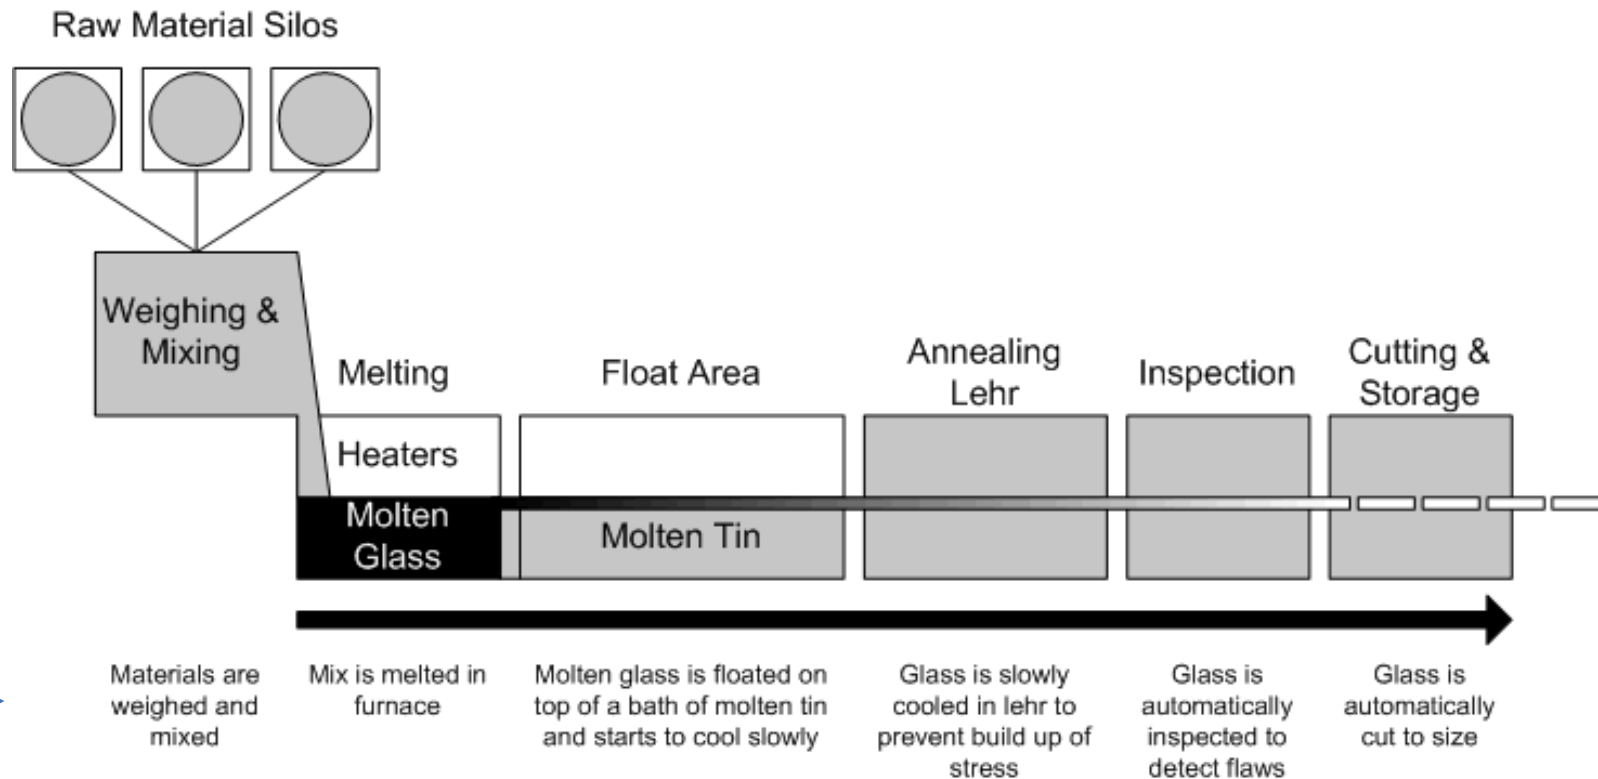 Raw Material Silos
Weighing &
Mixing
Melting
Float Area
Annealing
Lehr
Inspection
Cutting &
Storage
Heaters
Molten
Glass
Molten Tin
Materials are
weighed and
mixed
Mix is melted in
furnace
Molten glass is floated on
top of a bath of molten tin
and starts to cool slowly
Glass is slowly
cooled in lehr to
prevent build up of
stress
Glass is
automatically
inspected to
detect flaws
Glass is
automatically
cut to size